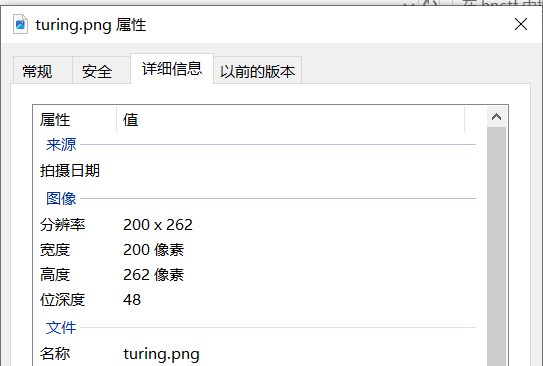 turing.png 属性
常规 安全 详细信息 以前的版本
属性 值
来源
拍摄日期
图像
分辨率 200 x 262
宽度 200 像素
高度 262 像素
位深度 48
文件
名称 turing.png